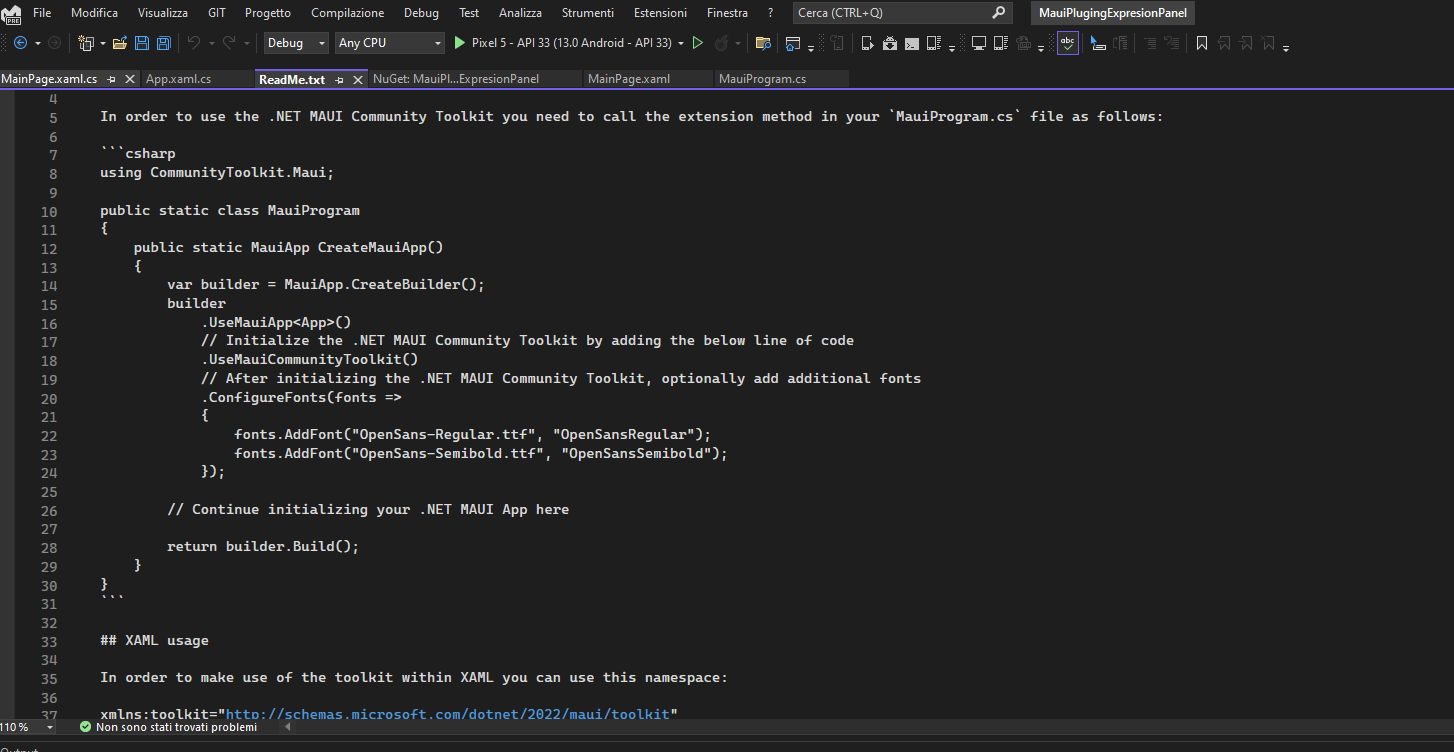 File Modifica Visualizza GIT Progetto Compilazione Debug Test Analizza Strumenti Estensioni Finestra ? Cerca (CTRL+Q) MauiPlugingExpresionPanel
PRE
Debug Any CPU Pixel 5 - API 33 (13.0 Android - API 33) abc
MainPage.xaml.cs App.xaml.cs ReadMe.txt NuGet: MauiPl...ExpresionPanel MainPage.xaml MauiProgram.cs
4
5 In order to use the .NET MAUI Community Toolkit you need to call the extension method in your `MauiProgram.cs` file as follows:
6
7 ```csharp
8 using CommunityToolkit.Maui;
9
10 public static class MauiProgram
11 {
12 public static MauiApp CreateMauiApp()
13 {
14 var builder = MauiApp.CreateBuilder();
15 builder
16 .UseMauiApp<App>()
17 // Initialize the .NET MAUI Community Toolkit by adding the below line of code
18 .UseMauiCommunityToolkit()
19 // After initializing the .NET MAUI Community Toolkit, optionally add additional fonts
20 .ConfigureFonts(fonts =>
21 {
22 fonts.AddFont("OpenSans-Regular.ttf", "OpenSansRegular");
23 fonts.AddFont("OpenSans-Semibold.ttf", "OpenSansSemibold");
24 });
25
26 // Continue initializing your .NET MAUI App here
27
28 return builder.Build();
29 }
30 }
31 ```
32
33 ## XAML usage
34
35 In order to make use of the toolkit within XAML you can use this namespace:
36
37 xmlns:toolkit="http://schemas.microsoft.com/dotnet/2022/maui/toolkit"
110 % Non sono stati trovati problemi
Output